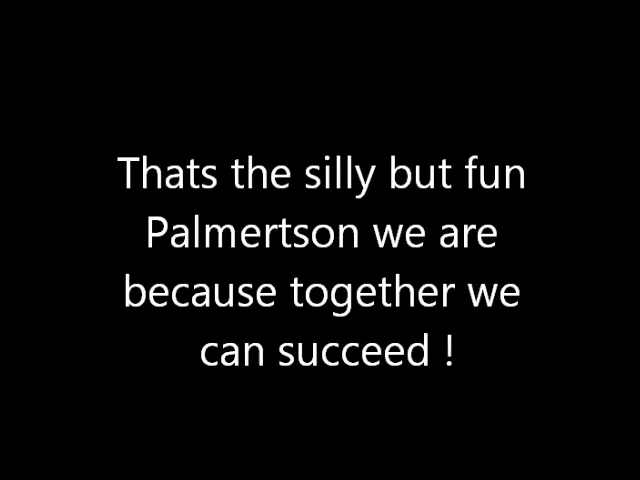 Thats the silly but fun
Palmertson we are
because together we
can succeed !